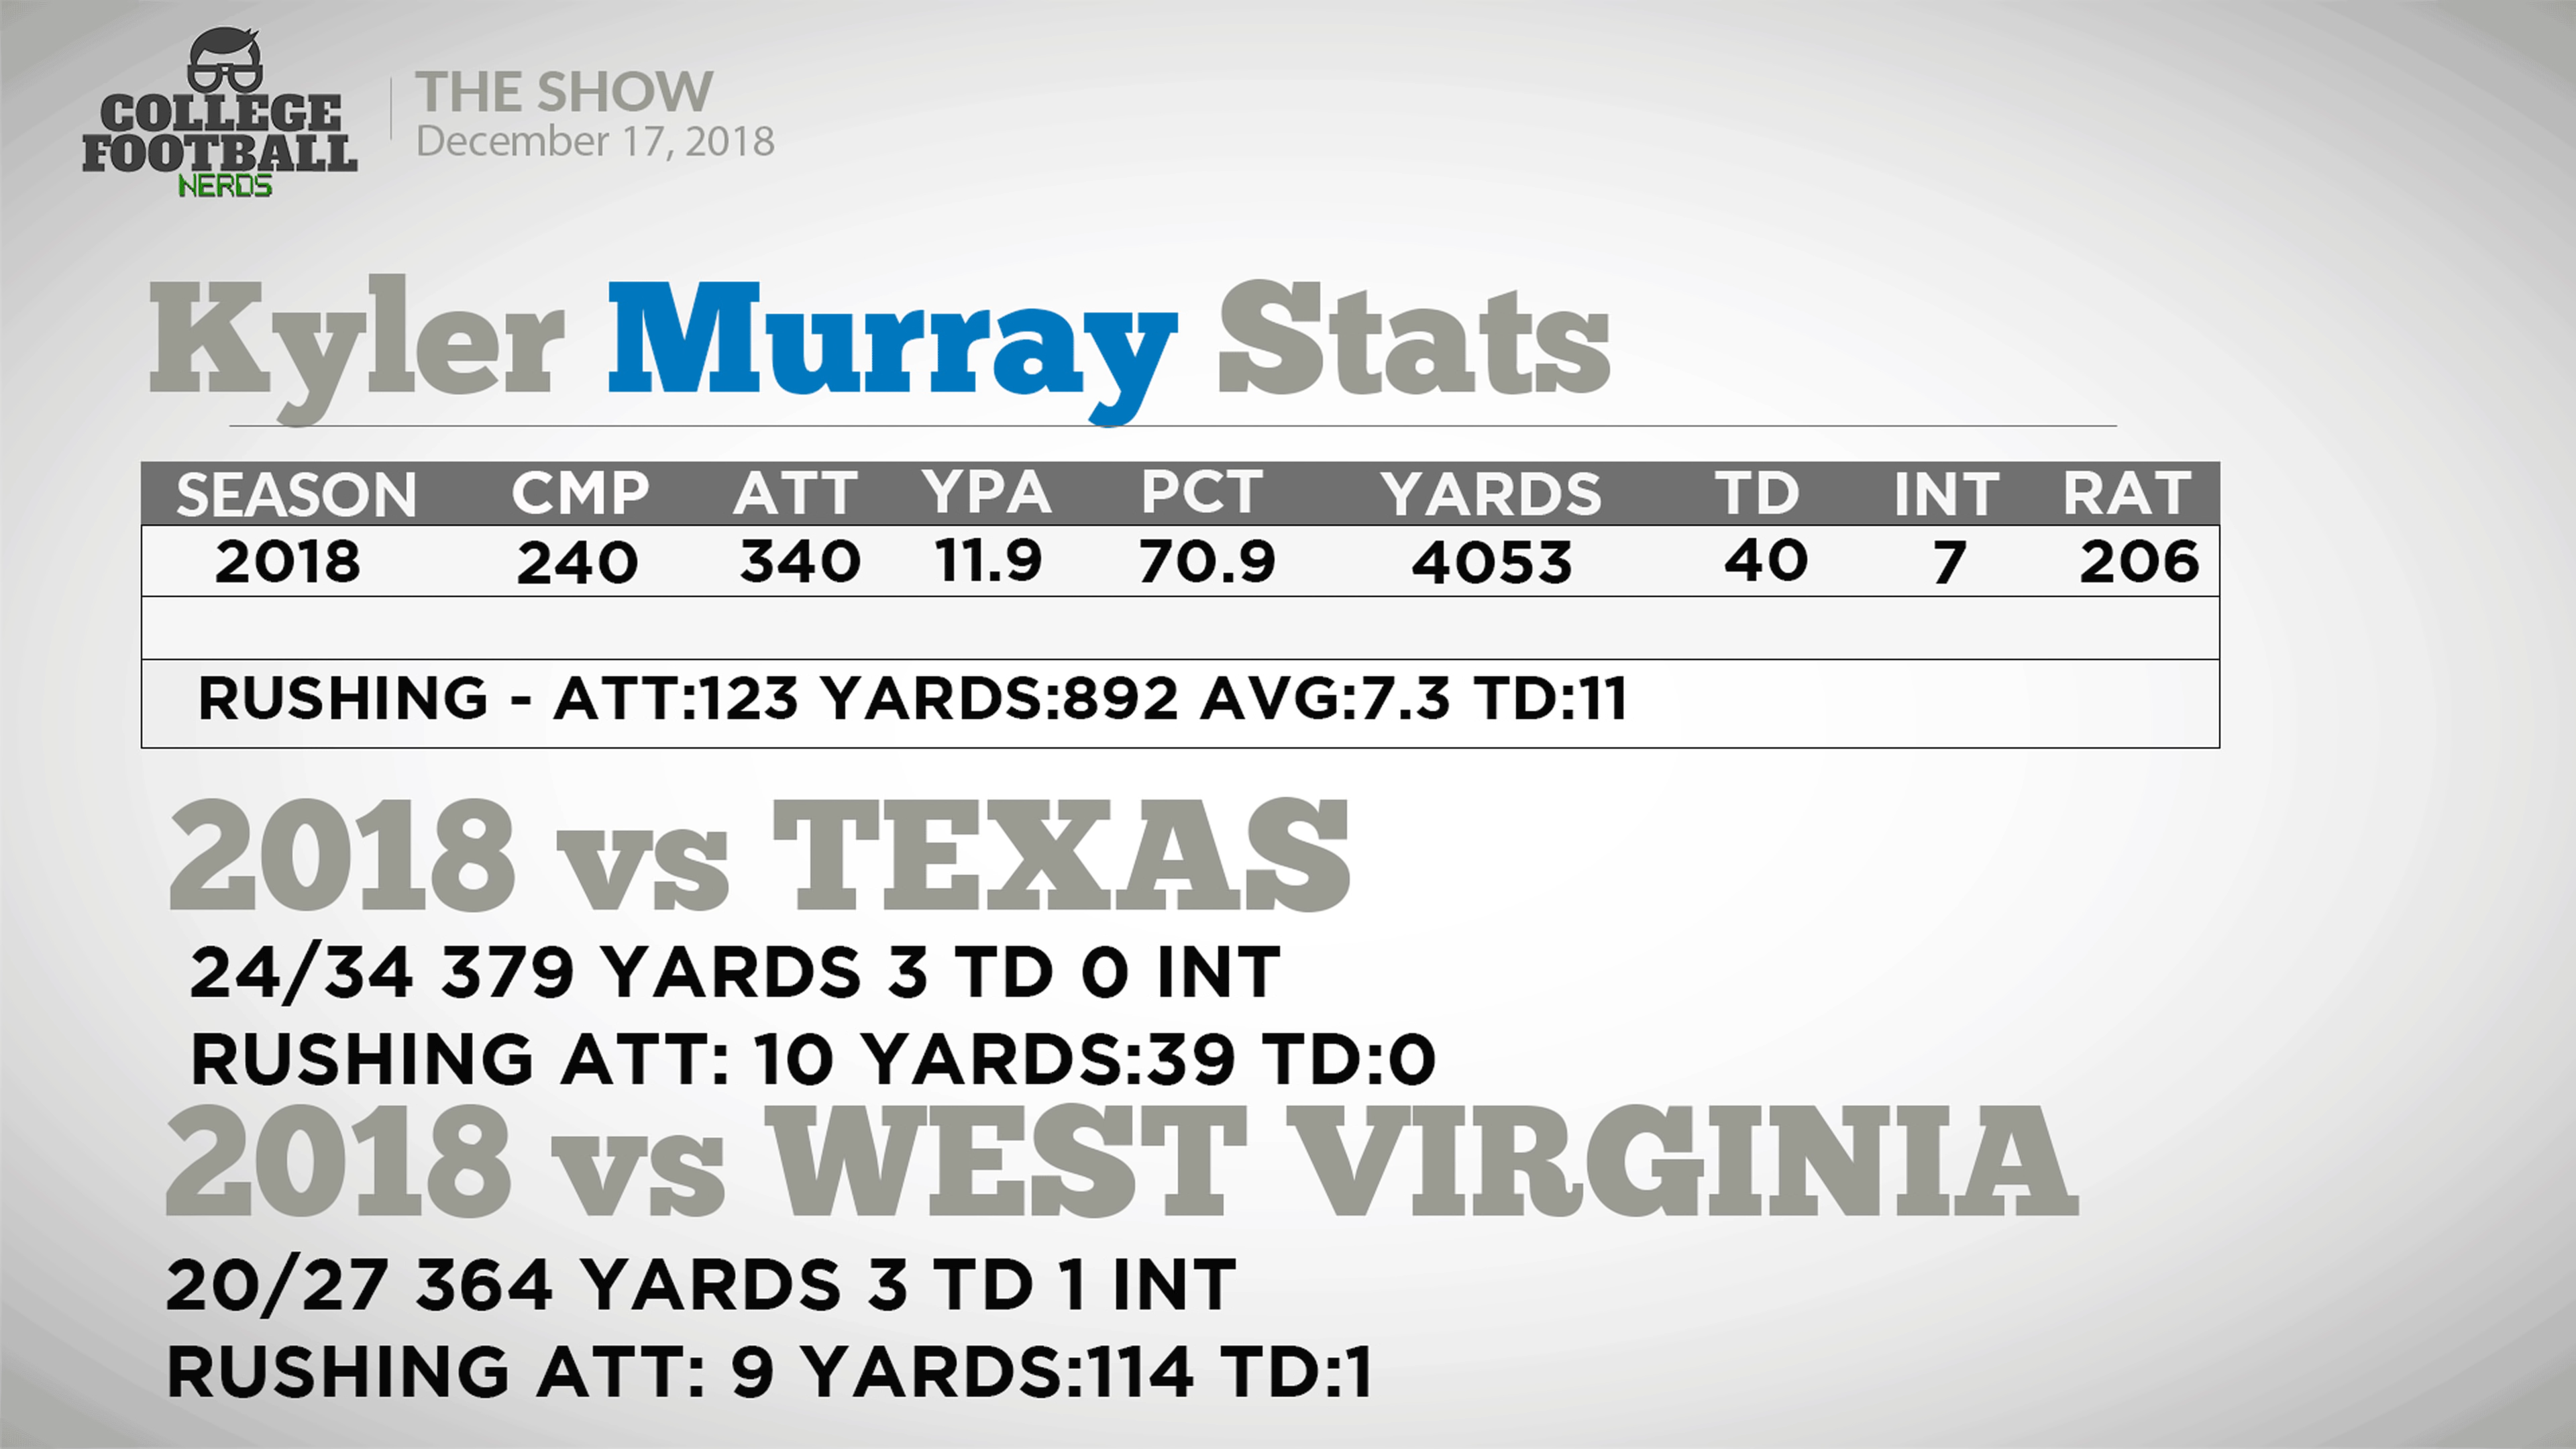 COLLEGE
FOOTBALL
NERDS
THE SHOW
December 17, 2018
Kyler Murray Stats
SEASON CMP ATT YPA PCT YARDS TD INT RAT
2018 240 340 11.9 70.9 4053 40 7 206
RUSHING - ATT:123 YARDS:892 AVG:7.3 TD:11
2018 vs TEXAS
24/34 379 YARDS 3 TD 0 INT
RUSHING ATT: 10 YARDS:39 TD:0
2018 vs WEST VIRGINIA
20/27 364 YARDS 3 TD 1 INT
RUSHING ATT: 9 YARDS:114 TD:1